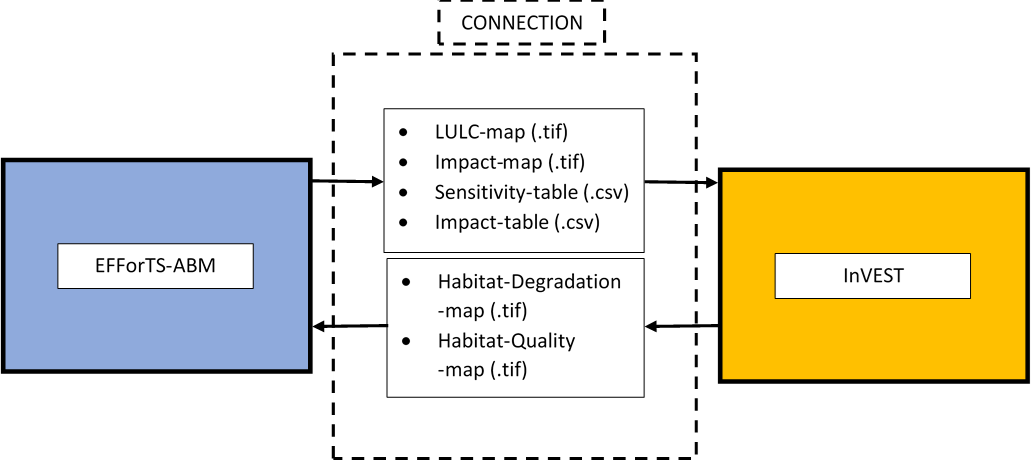 CONNECTION
• LULC-map (.tif)
• Impact-map (.tif)
• Sensitivity-table (.csv)
• Impact-table (.csv)
EFForTS-ABM
InVEST
• Habitat-Degradation
-map (.tif)
• Habitat-Quality
-map (.tif)